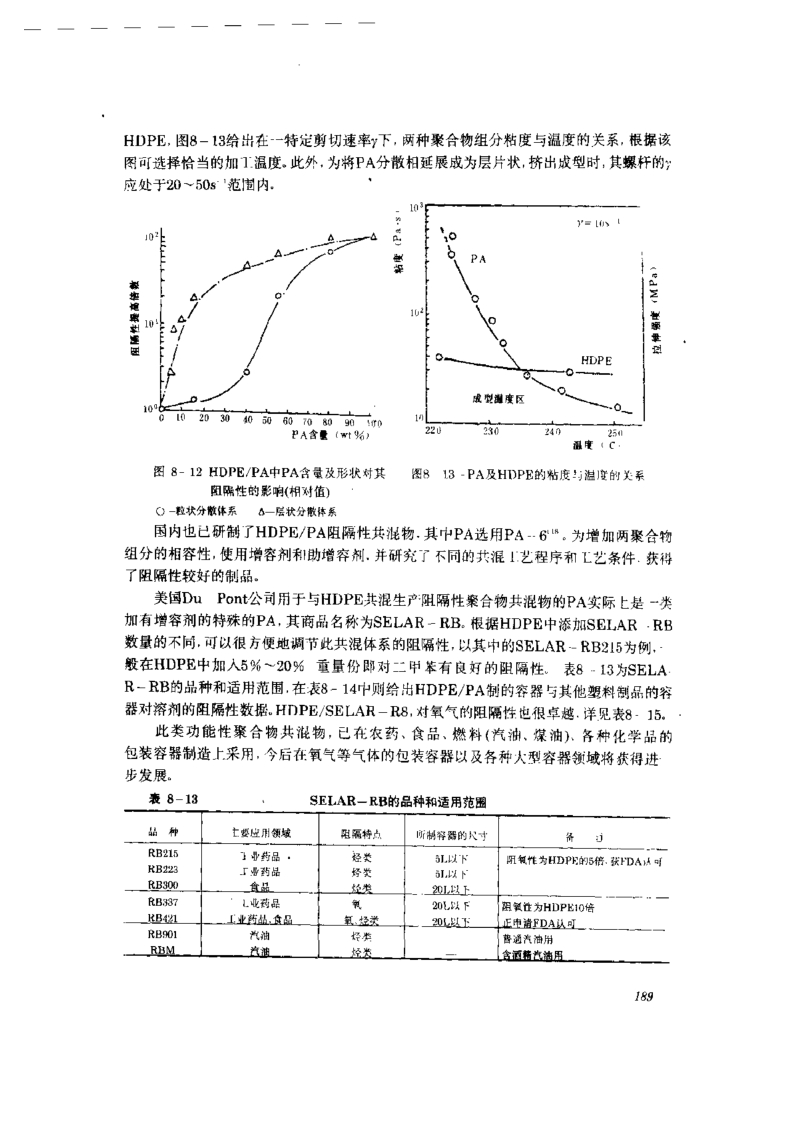 HDPE,图8-13给出在一特定剪切速率γ下,两种聚合物组分粘度与温度的关系,根据该
图可选择恰当的加工温度。此外,为将PA分散相延展成为层片状,挤出成型时,其螺杆的γ
应处于20~50s⁻¹范围内。
阻隔性提高倍数
10²
10¹
10⁰
0 10 20 30 40 50 60 70 80 90 100
PA含量(wt%)
粘度(Pa·s)
10³
10²
10
γ=10s⁻¹
PA
HDPE
成型温度区
220 230 240 250
温度(℃)
拉伸强度(MPa)
图 8-12 HDPE/PA中PA含量及形状对其
阻隔性的影响(相对值)
○-粒状分散体系 △-层状分散体系
图8-13-PA及HDPE的粘度与温度的关系
国内也已研制了HDPE/PA阻隔性共混物.其中PA选用PA--6⁽¹⁸⁾。为增加两聚合物
组分的相容性,使用增容剂和助增容剂.并研究了不同的共混工艺程序和工艺条件.获得
了阻隔性较好的制品。
美国Du Pont公司用于与HDPE共混生产阻隔性聚合物共混物的PA实际上是一类
加有增容剂的特殊的PA,其商品名称为SELAR-RB。根据HDPE中添加SELAR-RB
数量的不同,可以很方便地调节此共混体系的阻隔性,以其中的SELAR-RB215为例,一
般在HDPE中加入5%~20% 重量份即对二甲苯有良好的阻隔性。 表8-13为SELA
R-RB的品种和适用范围,在表8-14中则给出HDPE/PA制的容器与其他塑料制品的容
器对溶剂的阻隔性数据。HDPE/SELAR-R8,对氧气的阻隔性也很卓越.详见表8-15。
此类功能性聚合物共混物,已在农药、食品、燃料(汽油、煤油)、各种化学品的
包装容器制造上采用,今后在氧气等气体的包装容器以及各种大型容器领域将获得进
步发展。
表 8-13 SELAR-RB的品种和适用范围
品 种 主要应用领域 阻隔特点 所制容器的尺寸 备 注
RB215 工业药品 烃类 5L以下 阻氧性为HDPE的5倍、获FDA认可
RB223 工业药品 烃类 5L以下
RB300 食品 烃类 20L以下
RB337 工业药品 氧 20L以下 阻氧性为HDPE10倍
RB421 工业药品、食品 氧、烃类 20L以下 正申请FDA认可
RB901 汽油 烃类 普通汽油用
RBM 汽油 烃类 — 含酒精汽油用
189